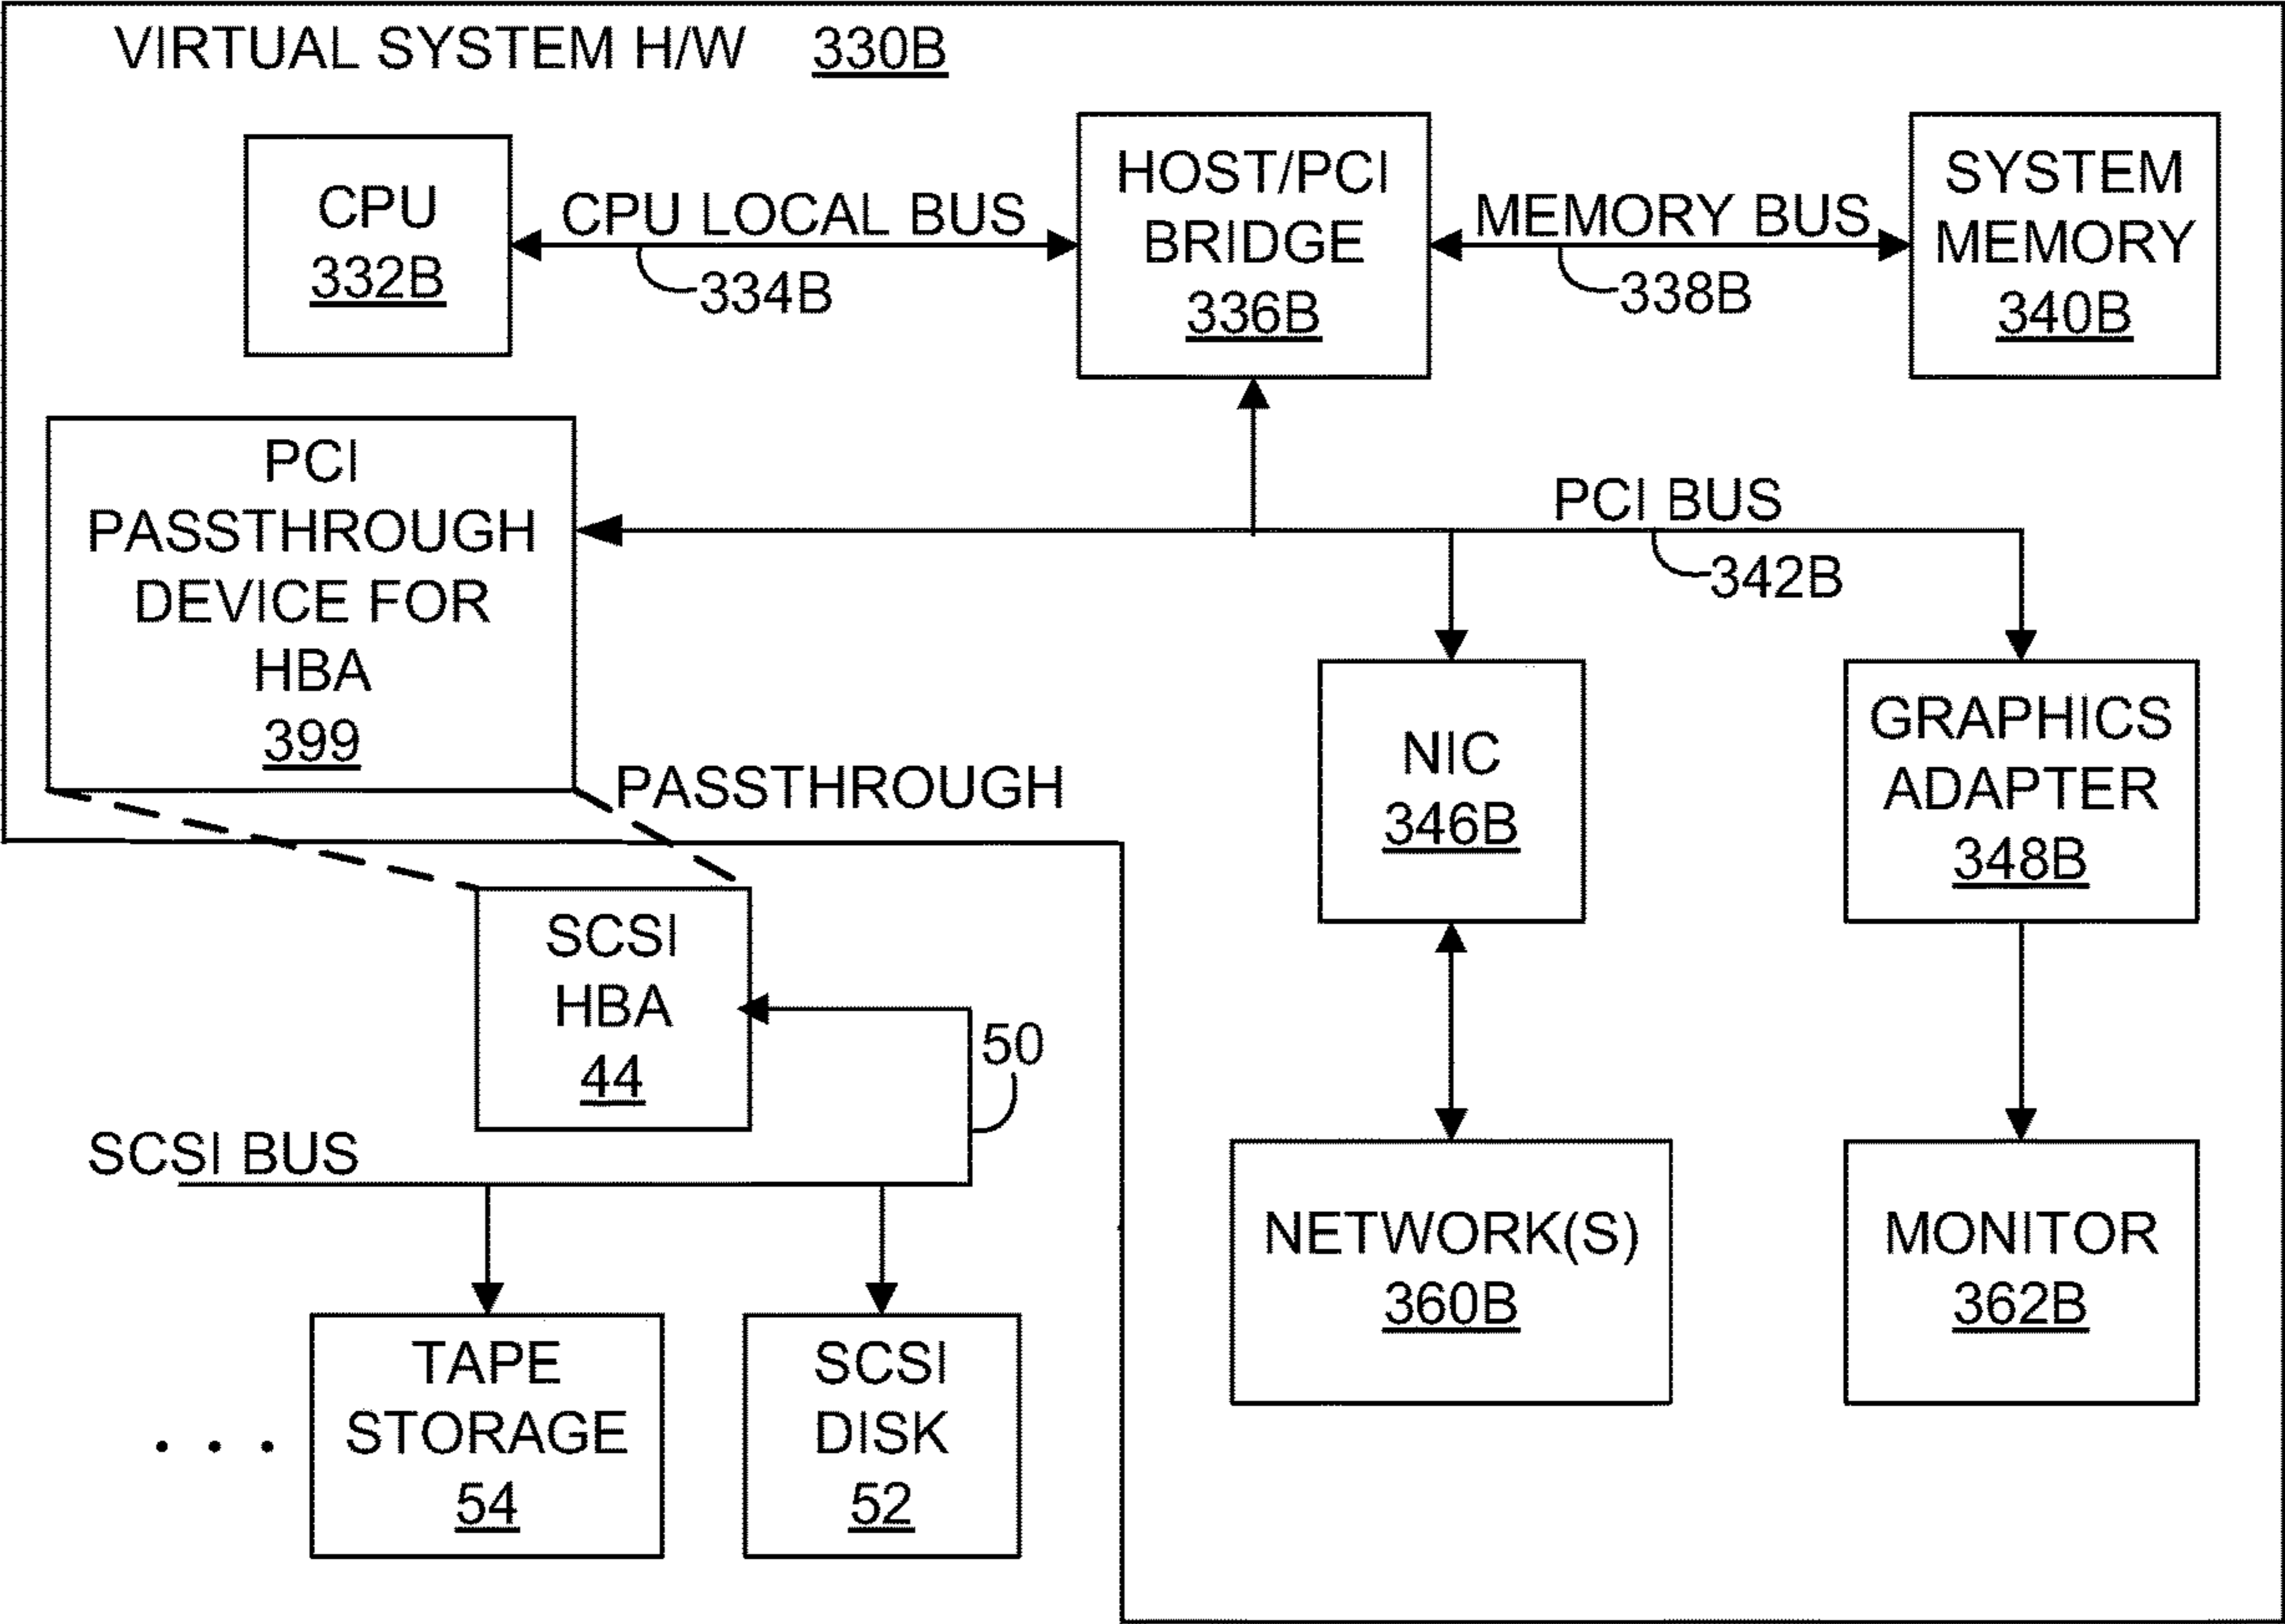 VIRTUAL SYSTEM H/W 330B
CPU
332B
CPU LOCAL BUS
334B
HOST/PCI
BRIDGE
336B
MEMORY BUS
338B
SYSTEM
MEMORY
340B
PCI
PASSTHROUGH
DEVICE FOR
HBA
399
PCI BUS
342B
PASSTHROUGH
NIC
346B
GRAPHICS
ADAPTER
348B
SCSI
HBA
44
50
SCSI BUS
NETWORK(S)
360B
MONITOR
362B
. . .
TAPE
STORAGE
54
SCSI
DISK
52